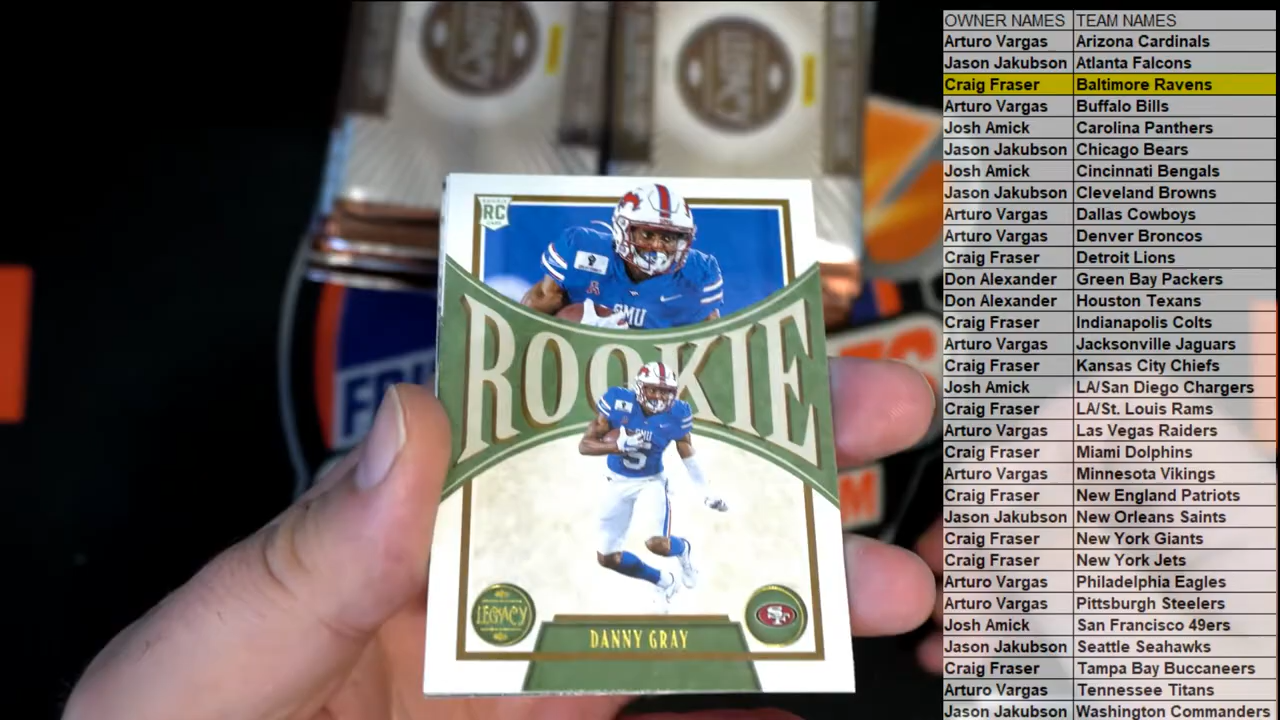 RC
ROOKIE
SMU
SMU
5
LEGACY
SF
DANNY GRAY
OWNER NAMES TEAM NAMES
Arturo Vargas Arizona Cardinals
Jason Jakubson Atlanta Falcons
Craig Fraser Baltimore Ravens
Arturo Vargas Buffalo Bills
Josh Amick Carolina Panthers
Jason Jakubson Chicago Bears
Josh Amick Cincinnati Bengals
Jason Jakubson Cleveland Browns
Arturo Vargas Dallas Cowboys
Arturo Vargas Denver Broncos
Craig Fraser Detroit Lions
Don Alexander Green Bay Packers
Don Alexander Houston Texans
Craig Fraser Indianapolis Colts
Arturo Vargas Jacksonville Jaguars
Craig Fraser Kansas City Chiefs
Josh Amick LA/San Diego Chargers
Craig Fraser LA/St. Louis Rams
Arturo Vargas Las Vegas Raiders
Craig Fraser Miami Dolphins
Arturo Vargas Minnesota Vikings
Craig Fraser New England Patriots
Jason Jakubson New Orleans Saints
Craig Fraser New York Giants
Craig Fraser New York Jets
Arturo Vargas Philadelphia Eagles
Arturo Vargas Pittsburgh Steelers
Josh Amick San Francisco 49ers
Jason Jakubson Seattle Seahawks
Craig Fraser Tampa Bay Buccaneers
Arturo Vargas Tennessee Titans
Jason Jakubson Washington Commanders